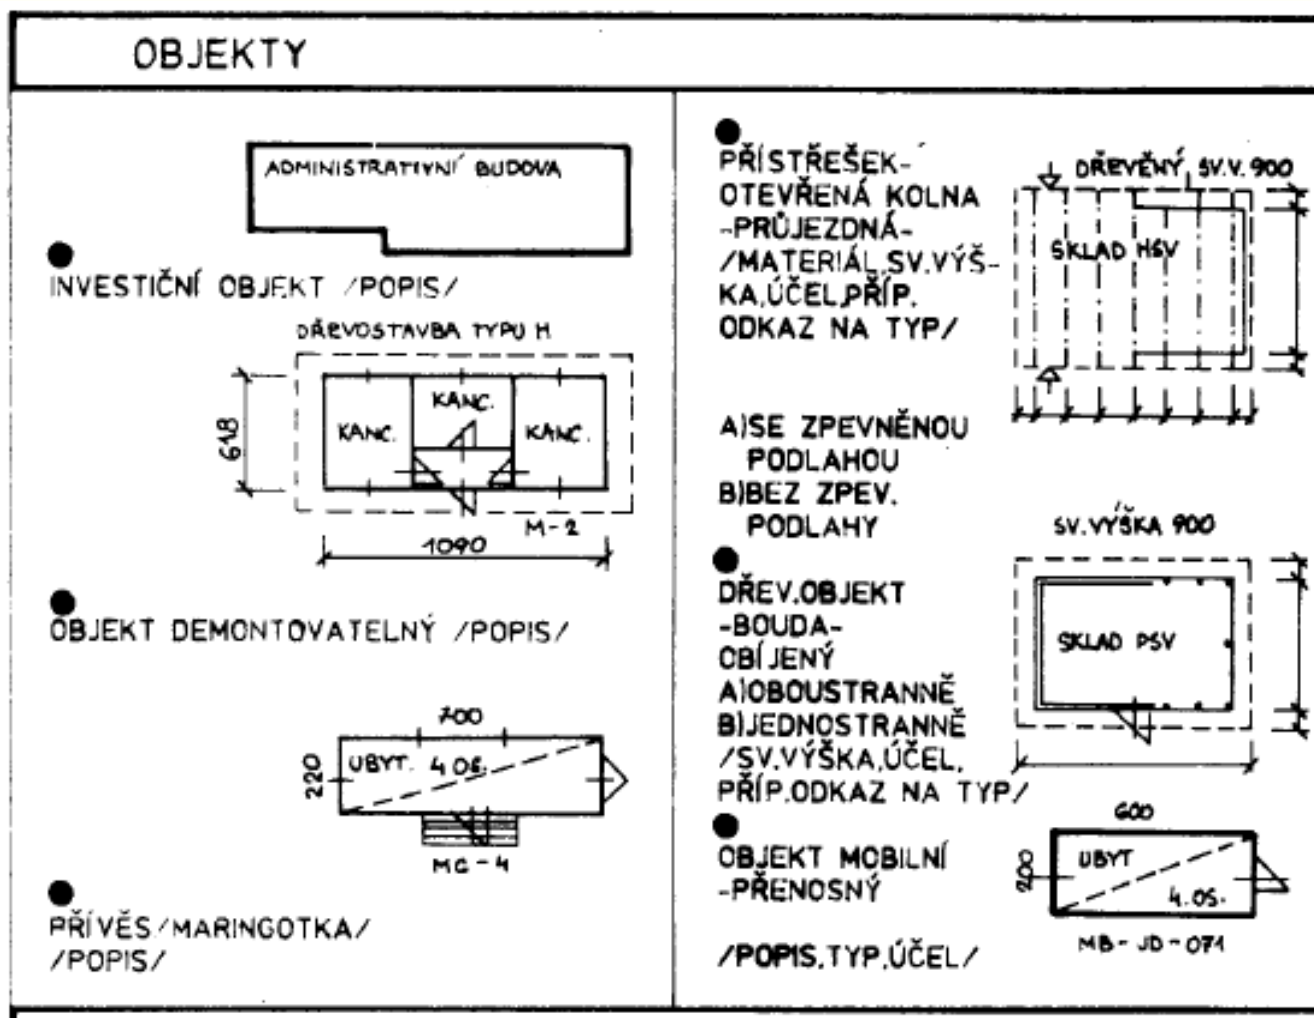 OBJEKTY
ADMINISTRATIVNÍ BUDOVA
INVESTIČNÍ OBJEKT /POPIS/
DŘEVOSTAVBA TYPU H
KANC.
KANC.
KANC.
618
M-2
1090
OBJEKT DEMONTOVATELNÝ /POPIS/
700
220
UBYT. 4 OS.
MC-4
PŘÍVĚS/MARINGOTKA/
/POPIS/
PŘÍSTŘEŠEK-
OTEVŘENÁ KOLNA
-PRŮJEZDNÁ-
/MATERIÁL,SV.VÝŠ-
KA,ÚČEL,PŘÍP.
ODKAZ NA TYP/
A)SE ZPEVNĚNOU
PODLAHOU
B)BEZ ZPEV.
PODLAHY
DŘEVĚNÝ SV.V. 900
SKLAD HSV
DŘEV.OBJEKT
-BOUDA-
OBÍJENÝ
A)OBOUSTRANNĚ
B)JEDNOSTRANNĚ
/SV.VÝŠKA,ÚČEL,
PŘÍP.ODKAZ NA TYP/
SV.VÝŠKA 900
SKLAD PSV
OBJEKT MOBILNÍ
-PŘENOSNÝ
/POPIS,TYP,ÚČEL/
600
200
UBYT
4.OS.
MB-JD-071